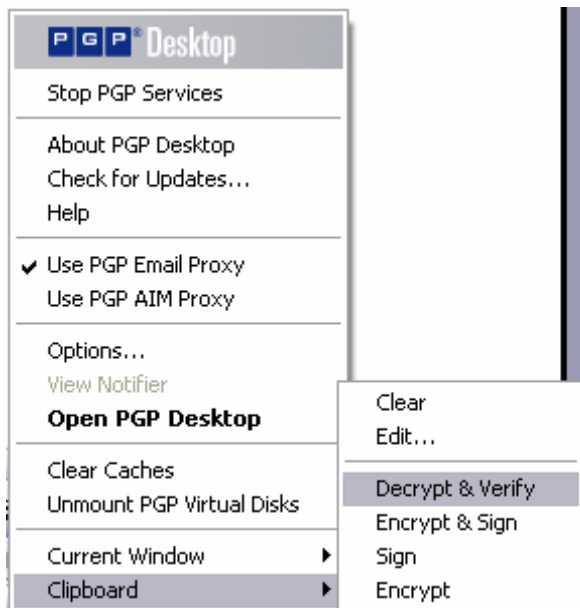 PGP® Desktop
Stop PGP Services
About PGP Desktop
Check for Updates...
Help
Use PGP Email Proxy
Use PGP AIM Proxy
Options...
View Notifier
Open PGP Desktop
Clear Caches
Unmount PGP Virtual Disks
Current Window
Clipboard
Clear
Edit...
Decrypt & Verify
Encrypt & Sign
Sign
Encrypt